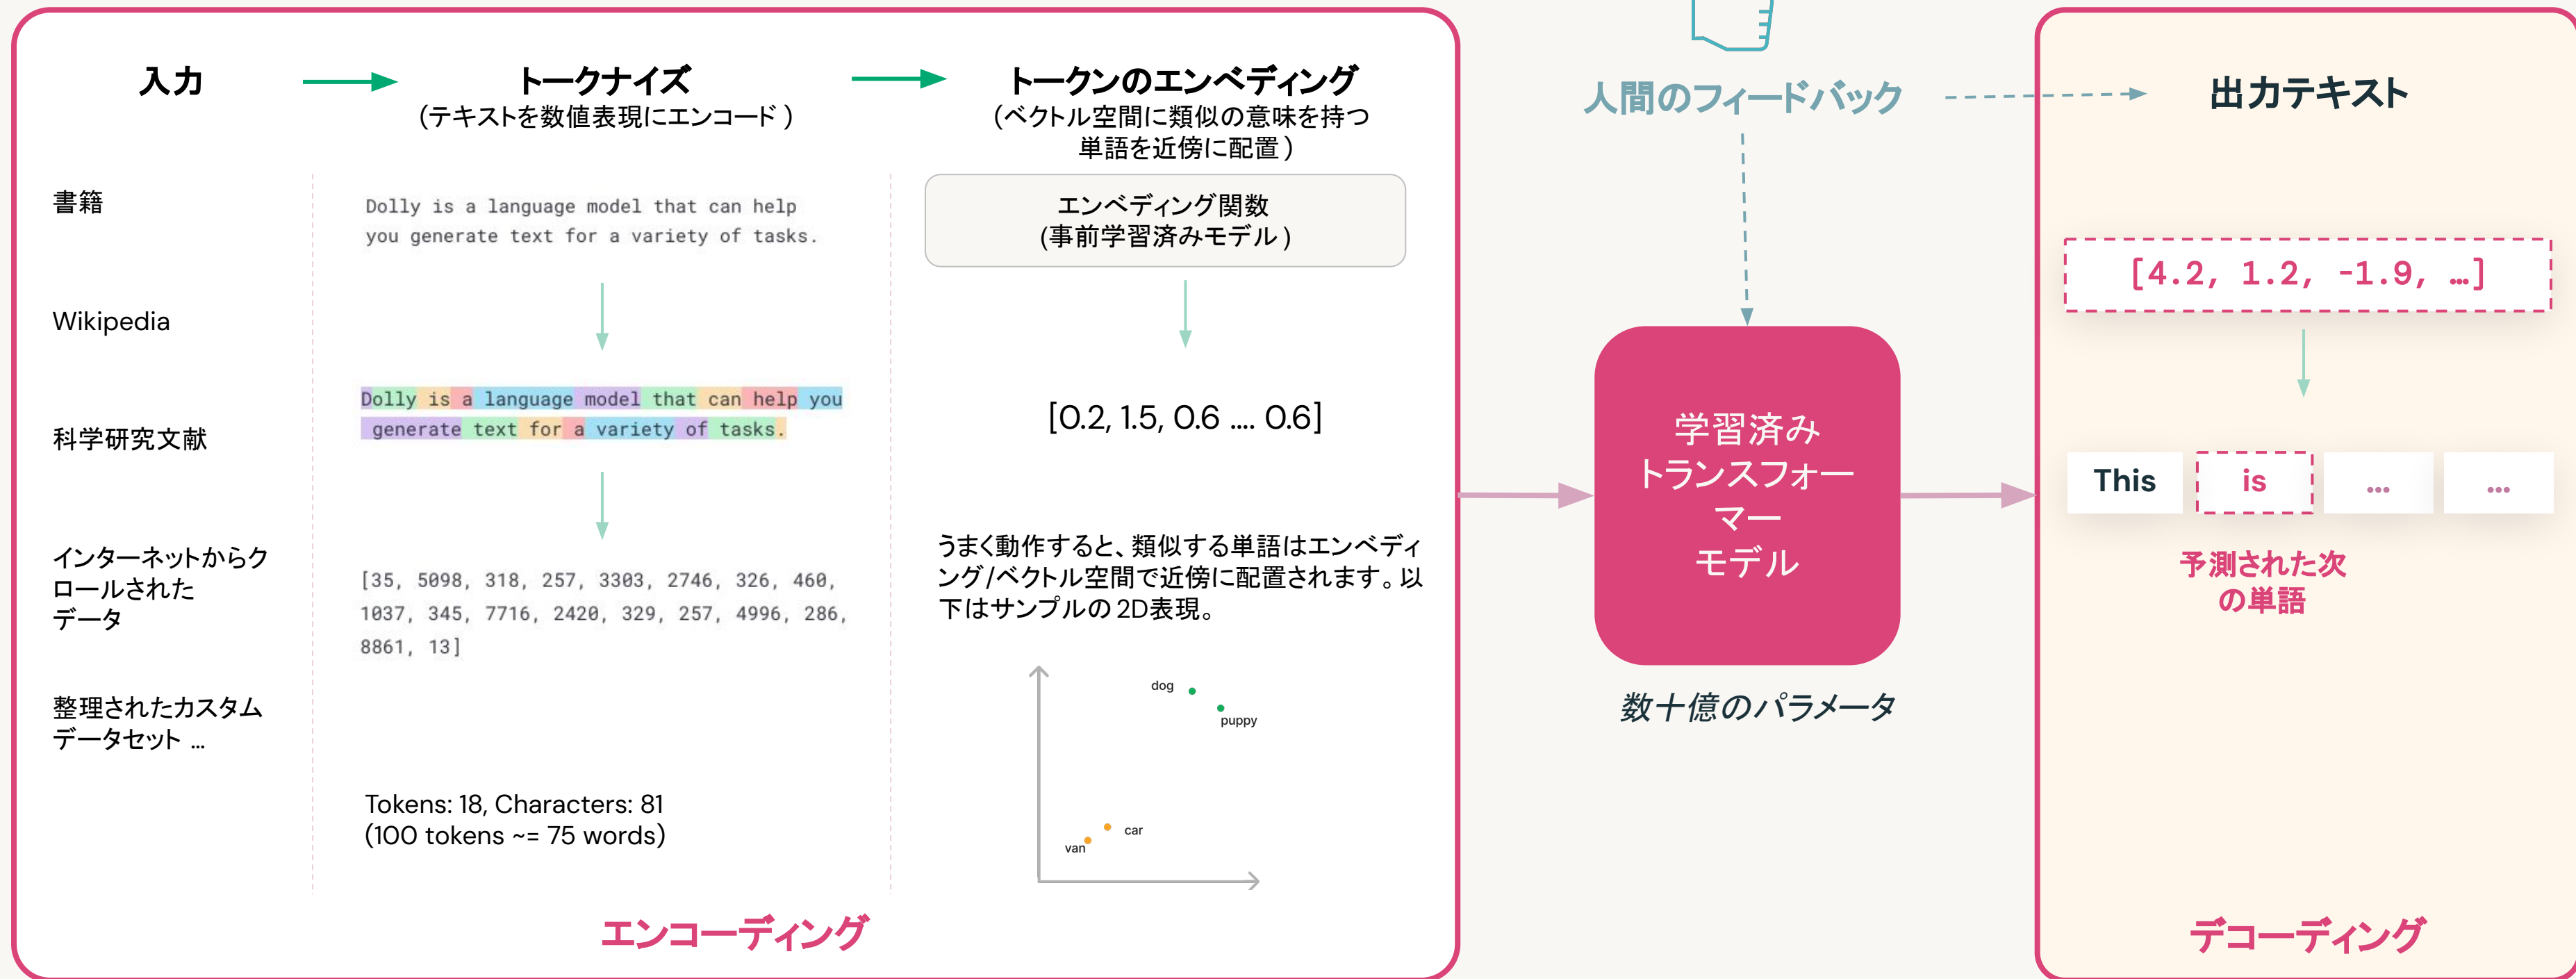 入力
トークナイズ
(テキストを数値表現にエンコード )
トークンのエンベディング
(ベクトル空間に類似の意味を持つ
単語を近傍に配置 )
書籍
Wikipedia
科学研究文献
インターネットからク
ロールされた
データ
整理されたカスタム
データセット ...
Dolly is a language model that can help
you generate text for a variety of tasks.
Dolly is a language model that can help you
generate text for a variety of tasks.
[35, 5098, 318, 257, 3303, 2746, 326, 460,
1037, 345, 7716, 2420, 329, 257, 4996, 286,
8861, 13]
Tokens: 18, Characters: 81
(100 tokens ~= 75 words)
エンベディング関数
(事前学習済みモデル )
[0.2, 1.5, 0.6 .... 0.6]
うまく動作すると、類似する単語はエンベディ
ング/ベクトル空間で近傍に配置されます。以
下はサンプルの 2D表現。
dog
puppy
car
van
エンコーディング
人間のフィードバック
学習済み
トランスフォー
マー
モデル
数十億のパラメータ
出力テキスト
[4.2, 1.2, -1.9, …]
This is ... ...
予測された次
の単語
デコーディング